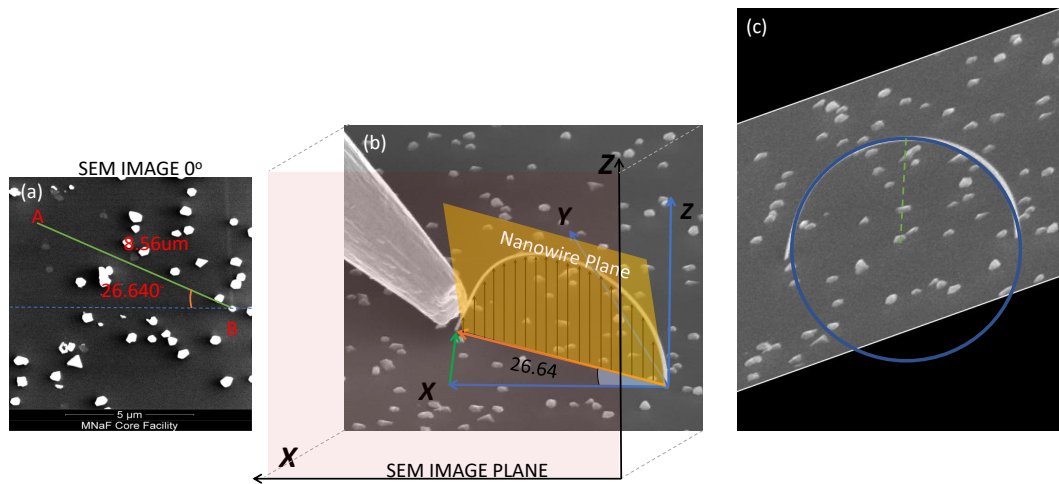 SEM IMAGE 0º
(a)
A
8.56um
26.640
B
5 µm
MNaF Core Facility
(b)
Z
Z
Y
Nanowire Plane
26.64
X
X
SEM IMAGE PLANE
(c)